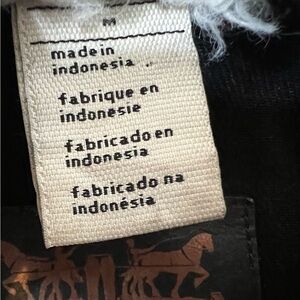 M
made in
indonesia
fabrique en
indonesie
fabricado en
indonesia
fabricado na
indonésia